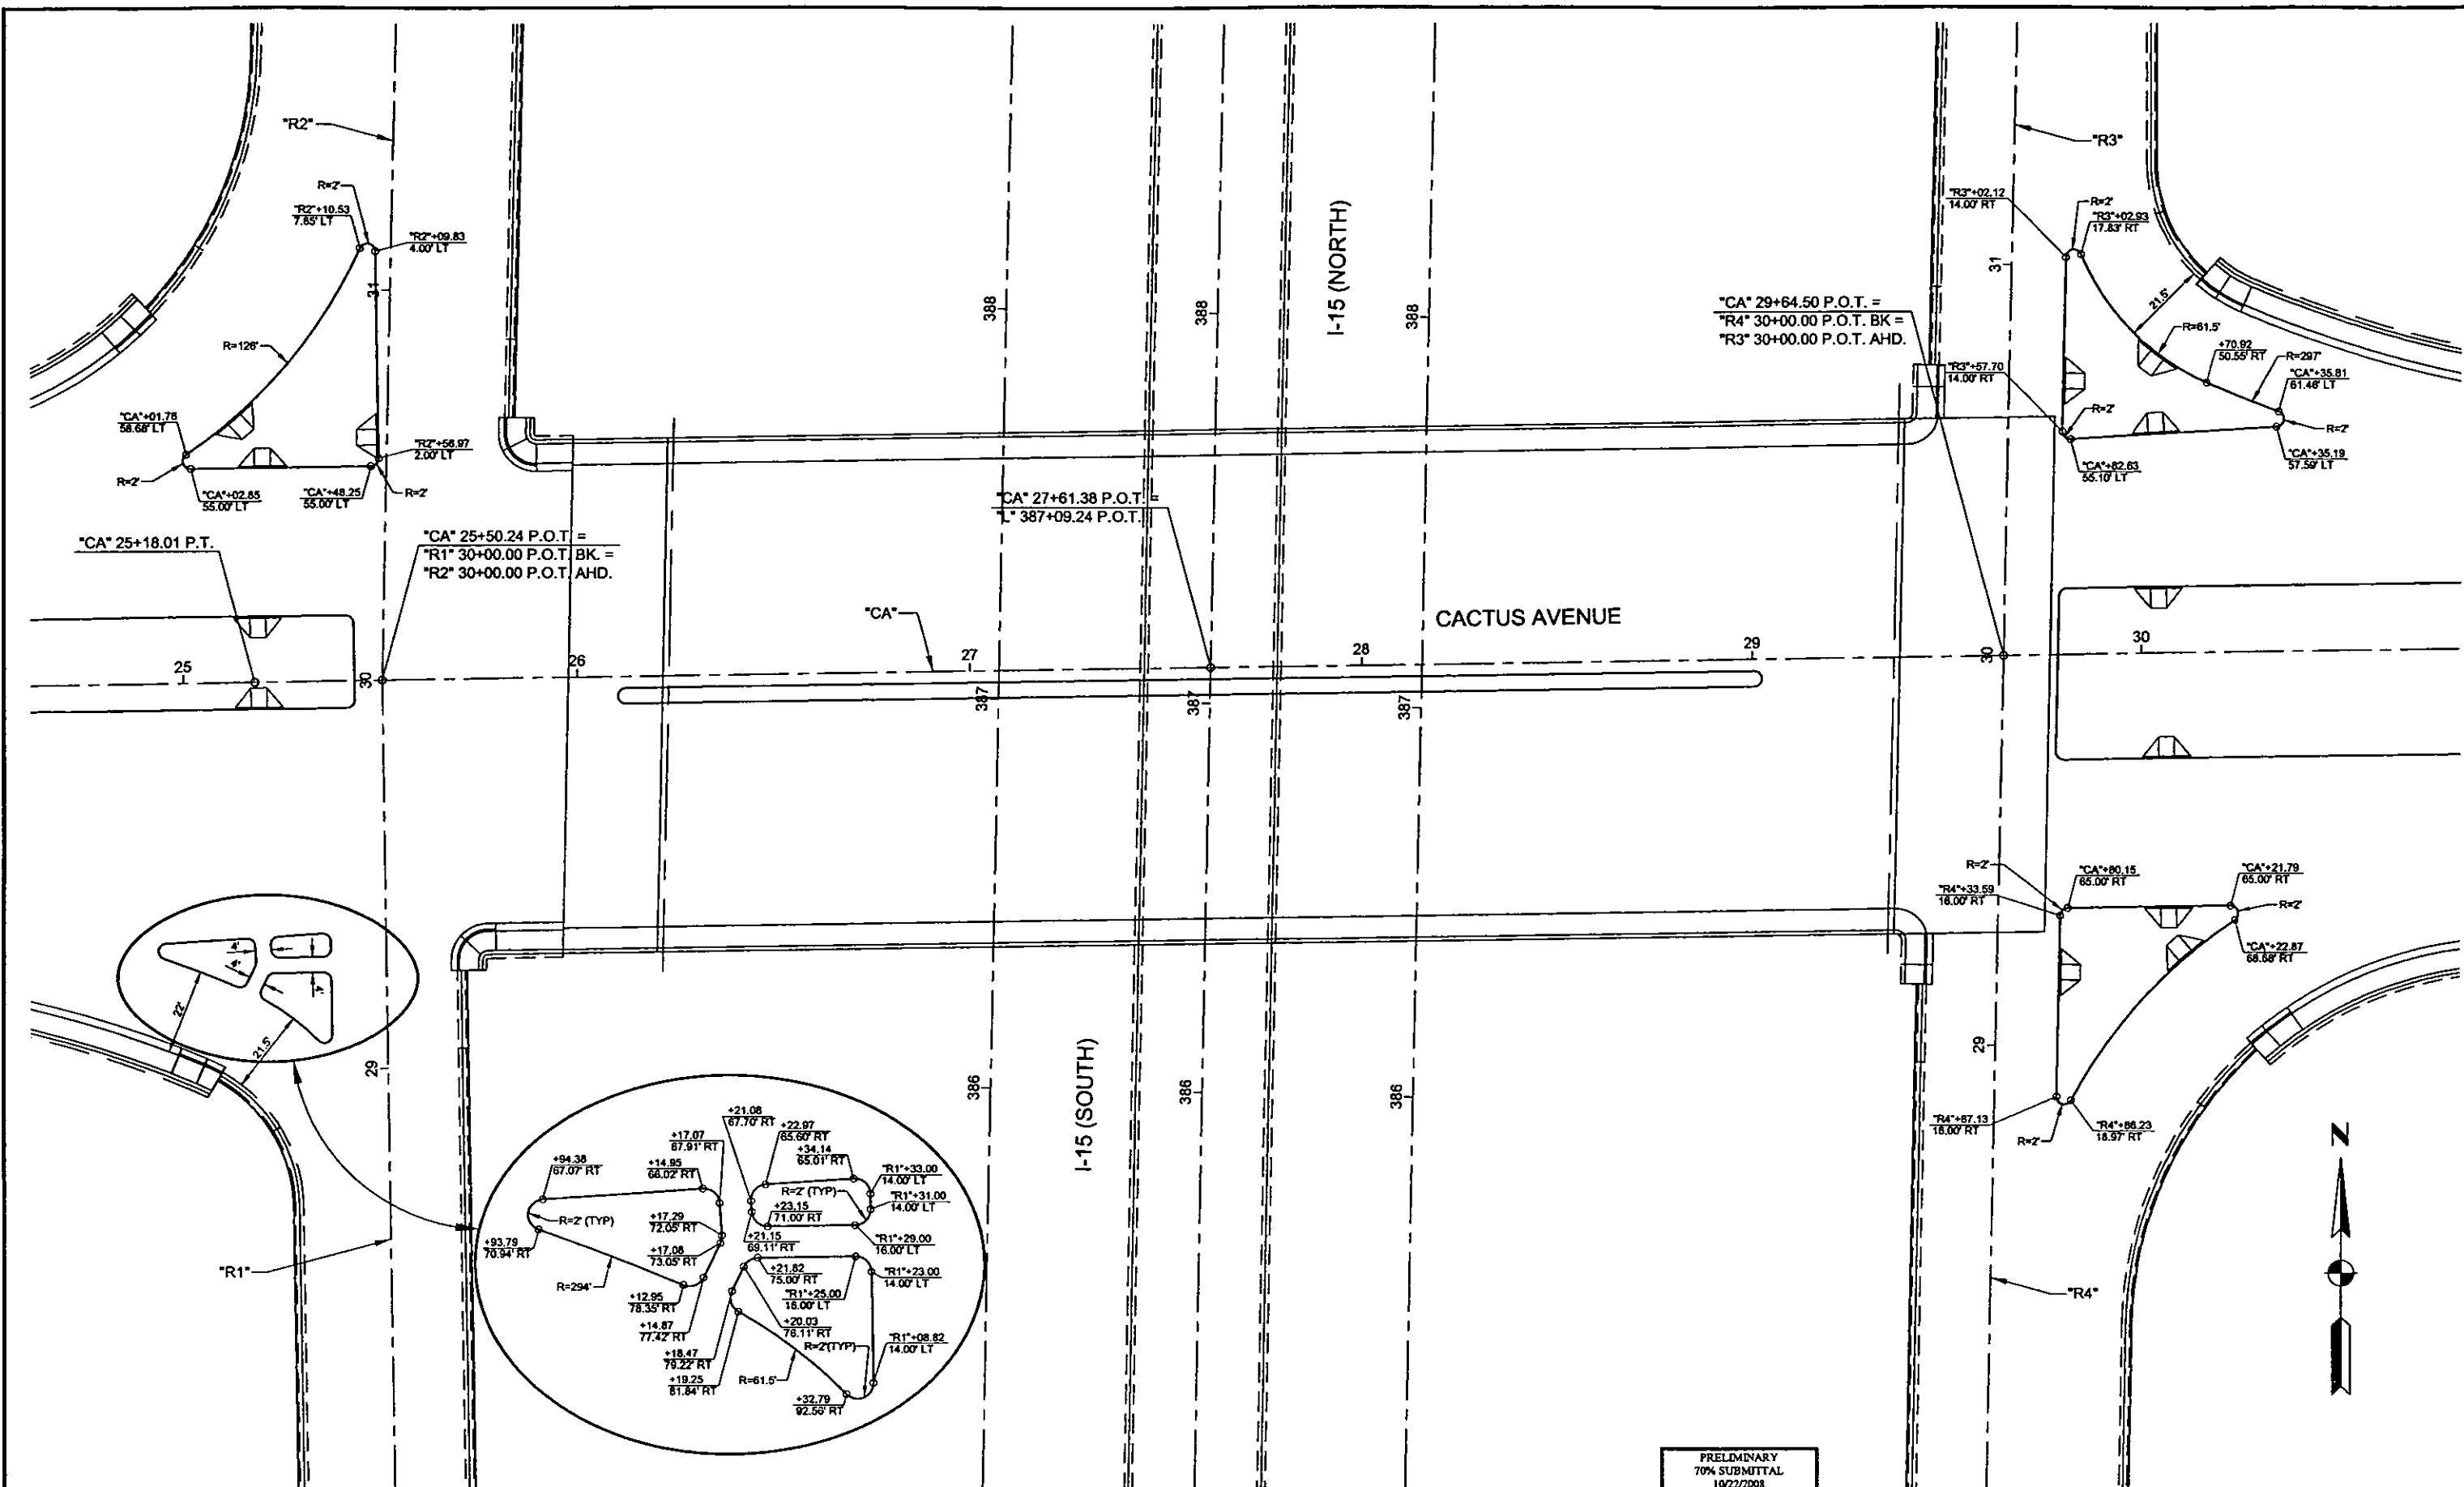 "R2"
R=2'
"R2"+10.53
7.65' LT
"R2"+09.83
4.00' LT
31
R=126'
"CA"+01.78
58.68' LT
"R2"+56.97
2.00' LT
R=2'
"CA"+02.85
55.00' LT
"CA"+48.25
55.00' LT
R=2'
"CA" 25+18.01 P.T.
"CA" 25+50.24 P.O.T. =
"R1" 30+00.00 P.O.T. BK. =
"R2" 30+00.00 P.O.T. AHD.
388
388
388
I-15 (NORTH)
"CA" 27+61.38 P.O.T. =
"L" 387+09.24 P.O.T.
"CA" 29+64.50 P.O.T. =
"R4" 30+00.00 P.O.T. BK =
"R3" 30+00.00 P.O.T. AHD.
"R3"
"R3"+02.12
14.00' RT
R=2'
"R3"+02.93
17.83' RT
31
21.5'
R=61.5'
+70.92
50.55' RT
R=297'
"CA"+35.81
61.46' LT
"R3"+57.70
14.00' RT
R=2'
R=2'
"CA"+82.63
55.10' LT
"CA"+35.19
57.59' LT
"CA"
CACTUS AVENUE
25
30
26
27
28
29
30
30
387
387
387
4'
4'
4'
22'
21.5'
29
"R1"
386
386
386
I-15 (SOUTH)
+94.38
67.07' RT
+17.07
67.91' RT
+14.95
66.02' RT
R=2' (TYP)
+93.79
70.94' RT
+17.29
72.05' RT
+17.08
73.05' RT
R=294'
+12.95
78.35' RT
+14.87
77.42' RT
+21.08
67.70' RT
+22.97
65.60' RT
+34.14
65.01' RT
"R1"+33.00
14.00' LT
R=2' (TYP)
"R1"+31.00
14.00' LT
+23.15
71.00' RT
+21.15
69.11' RT
"R1"+29.00
16.00' LT
+21.82
75.00' RT
"R1"+23.00
14.00' LT
"R1"+25.00
16.00' LT
+20.03
76.11' RT
+18.47
79.22' RT
R=2'(TYP)
"R1"+08.82
14.00' LT
+19.25
81.84' RT
R=61.5'
+32.79
92.56' RT
R=2'
"CA"+80.15
65.00' RT
"CA"+21.79
65.00' RT
"R4"+33.59
16.00' RT
R=2'
"CA"+22.87
68.68' RT
29
"R4"+67.13
16.00' RT
R=2'
"R4"+66.23
18.97' RT
"R4"
N
PRELIMINARY
70% SUBMITTAL
10/22/2008